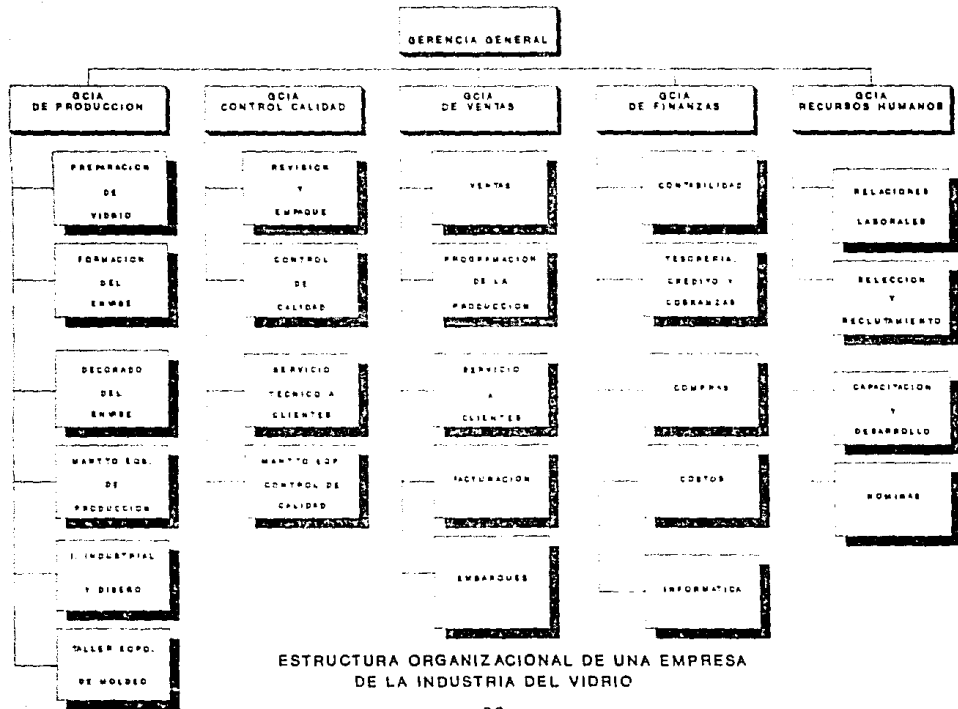 GERENCIA GENERAL
GCIA
DE PRODUCCION
PREPARACION
DE
VIDRIO
FORMACION
DEL
ENVASE
DECORADO
DEL
ENVASE
MANTTO EQS.
DE
PRODUCCION
I. INDUSTRIAL
Y DISEÑO
TALLER EQPO.
DE MOLDEO
GCIA
CONTROL CALIDAD
REVISION
Y
EMPAQUE
CONTROL
DE
CALIDAD
SERVICIO
TECNICO A
CLIENTES
MANTTO EQP.
CONTROL DE
CALIDAD
GCIA
DE VENTAS
VENTAS
PROGRAMACION
DE LA
PRODUCCION
SERVICIO
A
CLIENTES
FACTURACION
EMBARQUES
GCIA
DE FINANZAS
CONTABILIDAD
TESORERIA,
CREDITO Y
COBRANZAS
COMPRAS
COSTOS
INFORMATICA
GCIA
RECURSOS HUMANOS
RELACIONES
LABORALES
SELECCION
Y
RECLUTAMIENTO
CAPACITACION
Y
DESARROLLO
NOMINAS
ESTRUCTURA ORGANIZACIONAL DE UNA EMPRESA
DE LA INDUSTRIA DEL VIDRIO